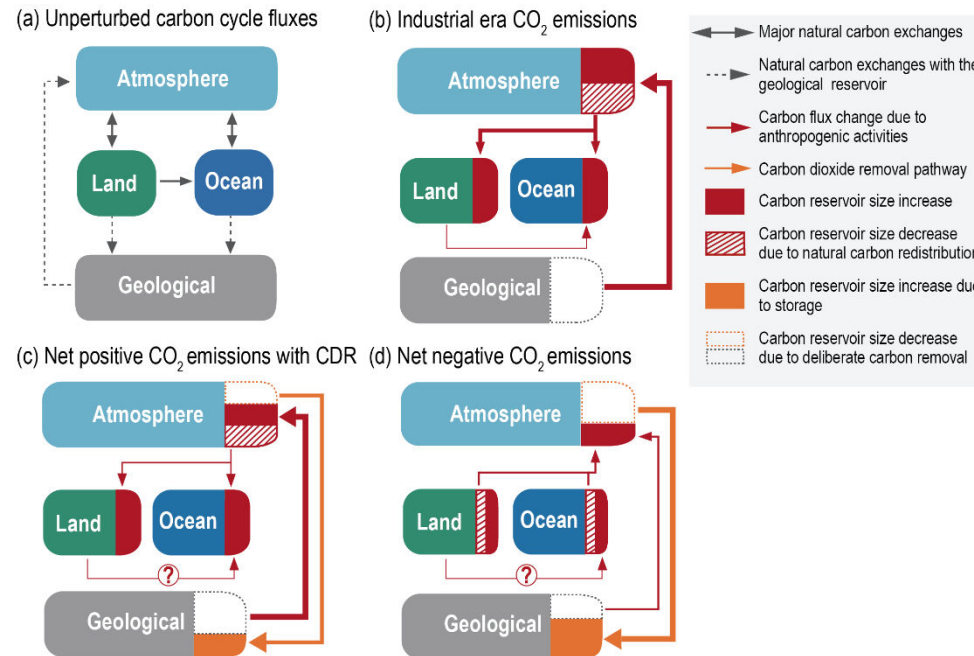 (a) Unperturbed carbon cycle fluxes
Atmosphere
Land
Ocean
Geological
(b) Industrial era CO₂ emissions
Atmosphere
Land
Ocean
Geological
Major natural carbon exchanges
Natural carbon exchanges with the
geological reservoir
Carbon flux change due to
anthropogenic activities
Carbon dioxide removal pathway
Carbon reservoir size increase
Carbon reservoir size decrease
due to natural carbon redistribution
Carbon reservoir size increase due
to storage
Carbon reservoir size decrease
due to deliberate carbon removal
(c) Net positive CO₂ emissions with CDR
Atmosphere
Land
Ocean
?
Geological
(d) Net negative CO₂ emissions
Atmosphere
Land
Ocean
?
Geological